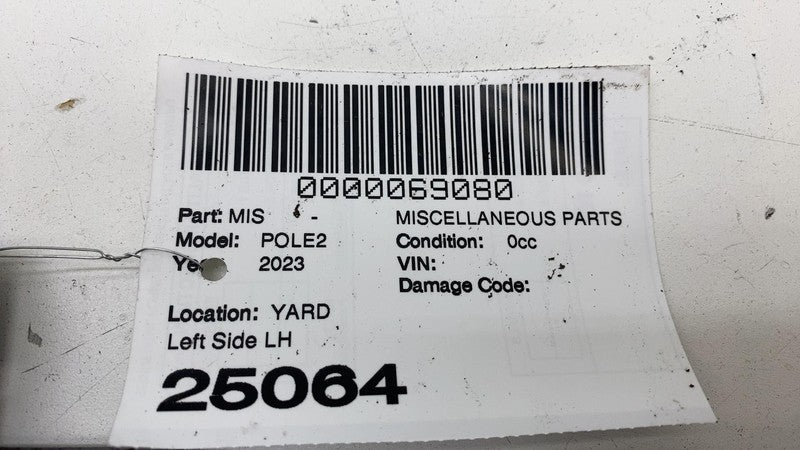 0000069080
Part: MIS - MISCELLANEOUS PARTS
Model: POLE2 Condition: 0cc
2023 VIN:
Damage Code:
Location: YARD
Left Side LH
25064